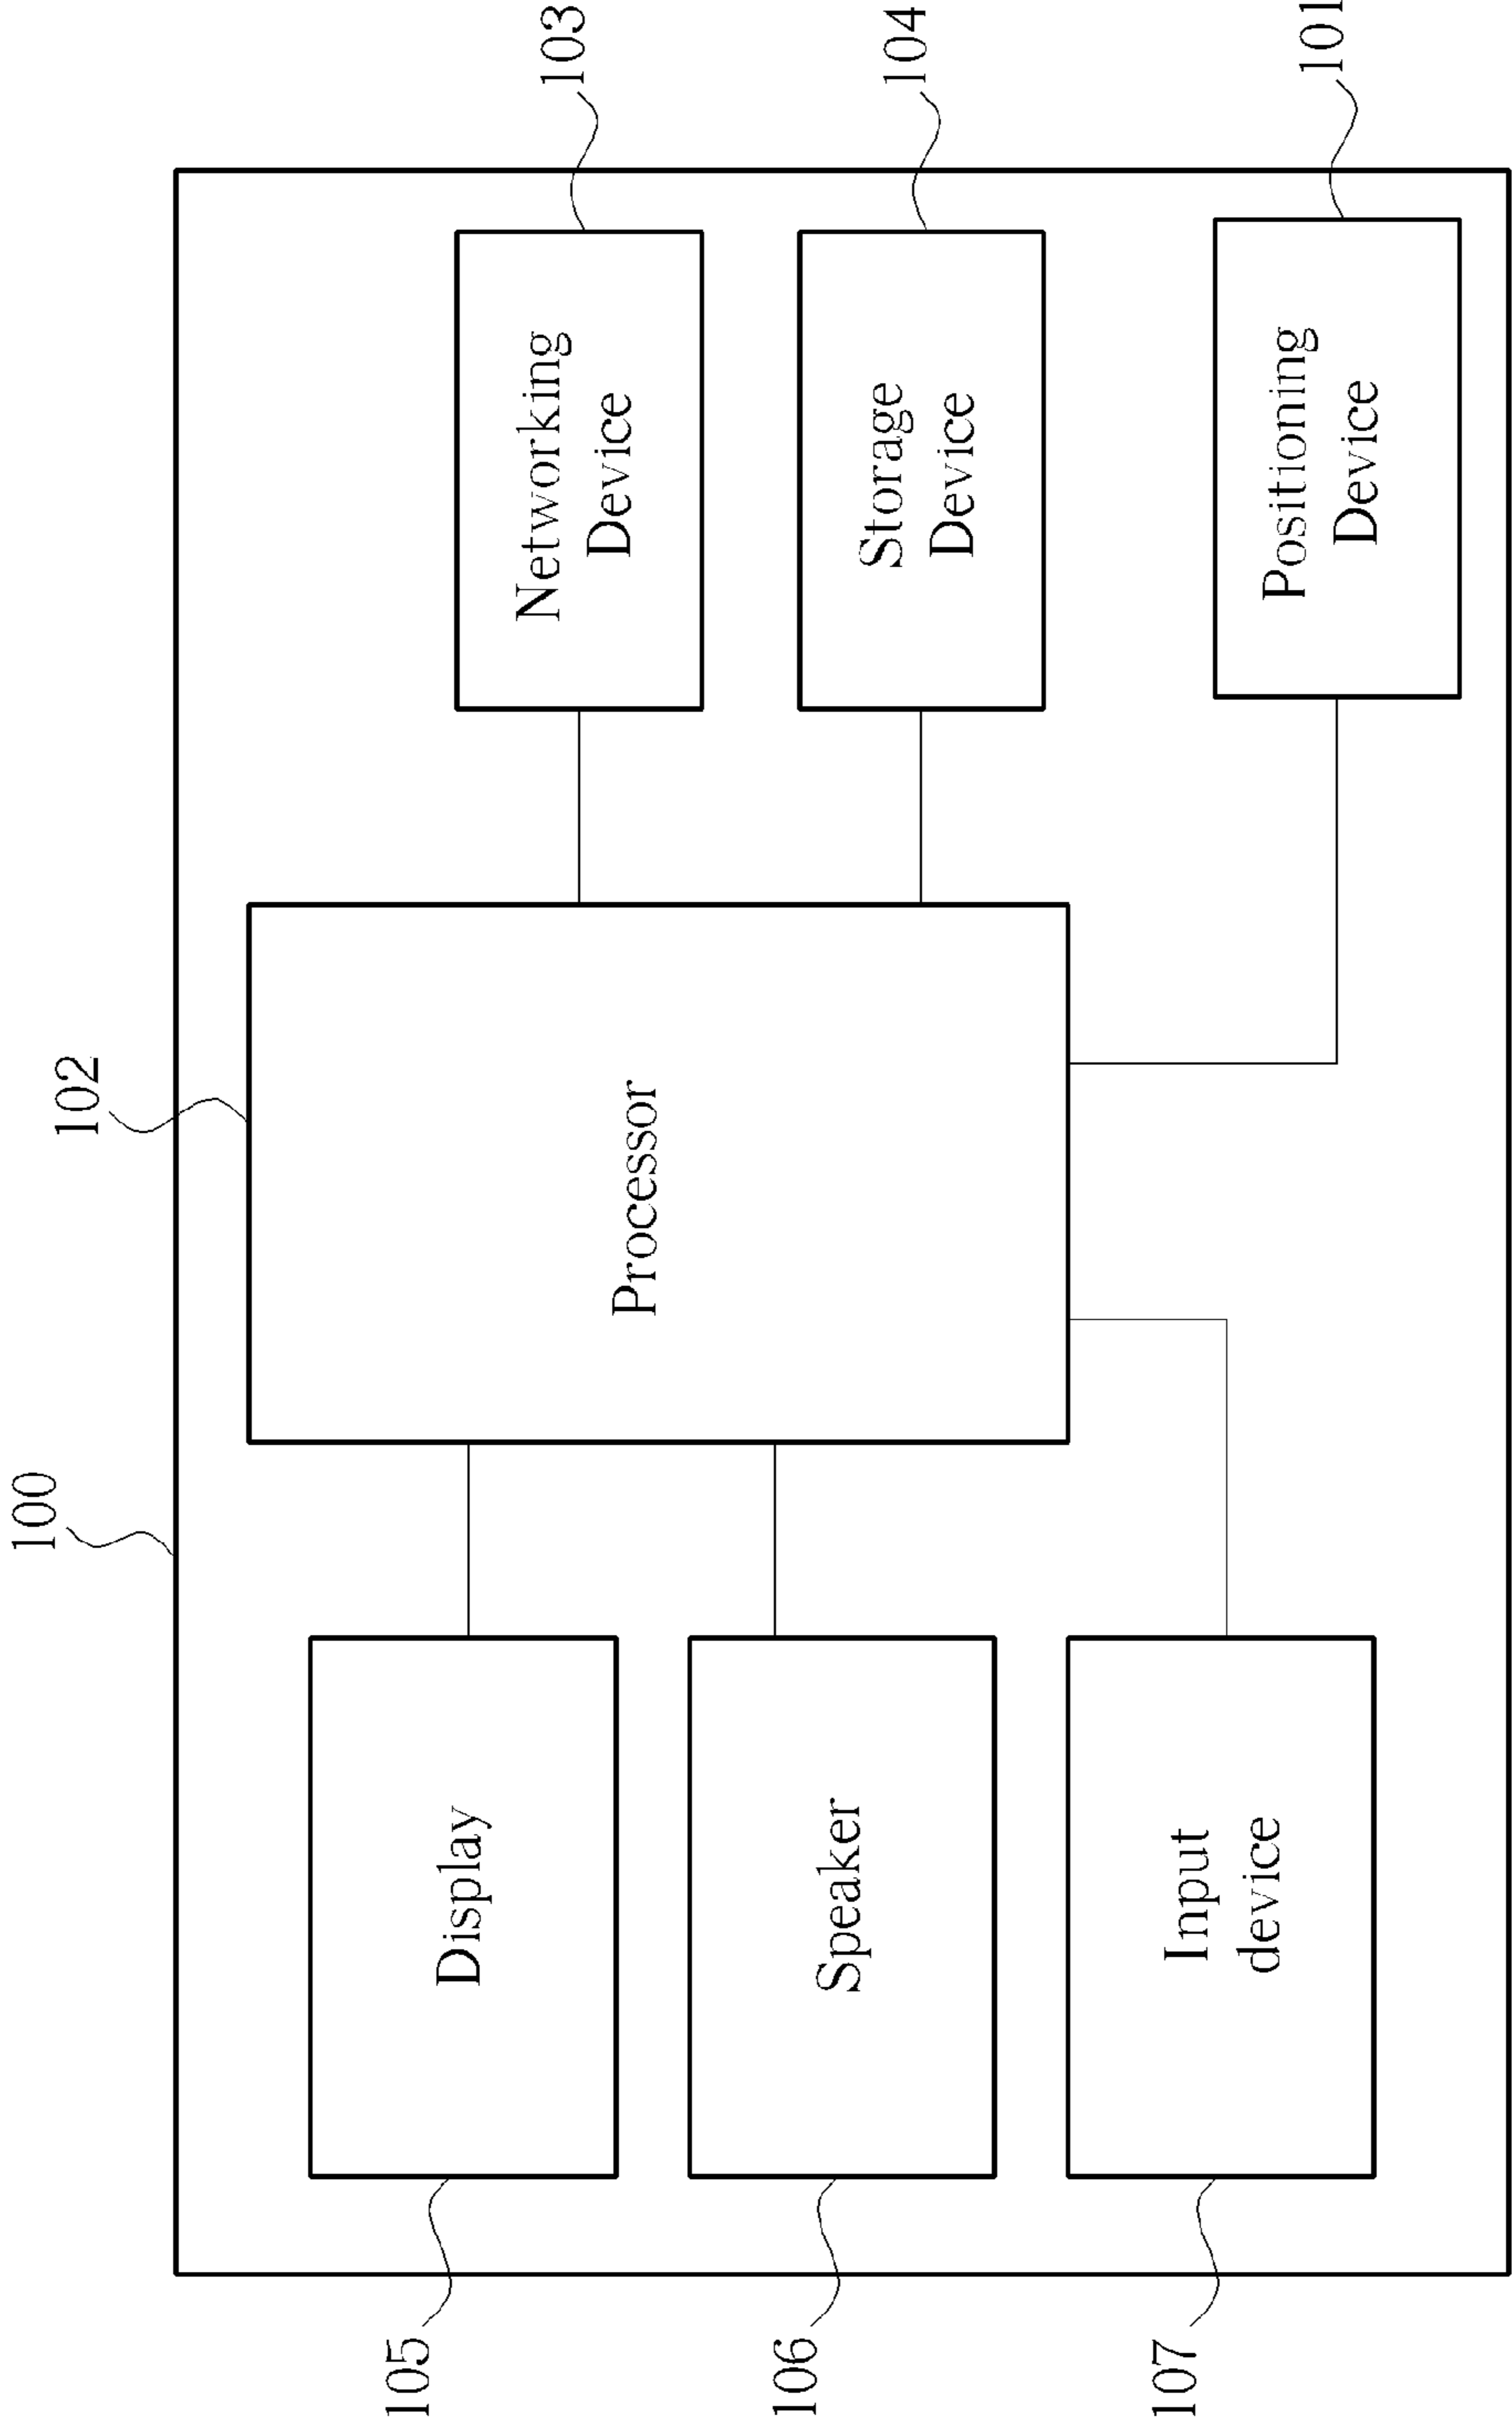 100
102
Display
Processor
Networking
Device
103
Speaker
Storage
Device
104
Input
device
Positioning
Device
101
105
106
107